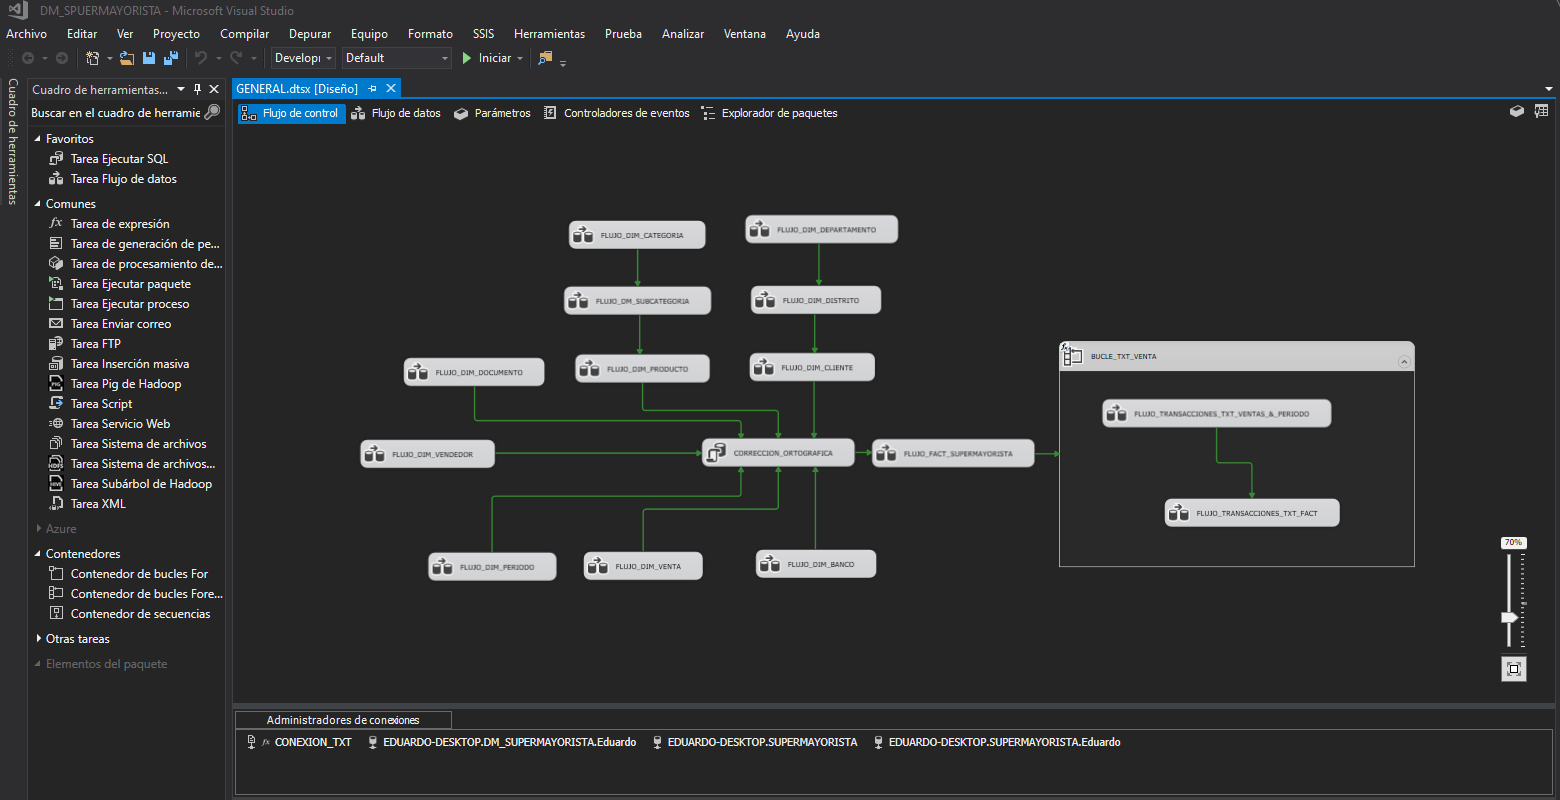 DM_SPUERMAYORISTA - Microsoft Visual Studio
Archivo Editar Ver Proyecto Compilar Depurar Equipo Formato SSIS Herramientas Prueba Analizar Ventana Ayuda
Developı Default Iniciar
Cuadro de herramientas
Cuadro de herramientas...
Buscar en el cuadro de herramie
Favoritos
Tarea Ejecutar SQL
Tarea Flujo de datos
Comunes
Tarea de expresión
Tarea de generación de pe...
Tarea de procesamiento de...
Tarea Ejecutar paquete
Tarea Ejecutar proceso
Tarea Enviar correo
Tarea FTP
Tarea Inserción masiva
Tarea Pig de Hadoop
Tarea Script
Tarea Servicio Web
Tarea Sistema de archivos
Tarea Sistema de archivos...
Tarea Subárbol de Hadoop
Tarea XML
Azure
Contenedores
Contenedor de bucles For
Contenedor de bucles Fore...
Contenedor de secuencias
Otras tareas
Elementos del paquete
GENERAL.dtsx [Diseño]
Flujo de control Flujo de datos Parámetros Controladores de eventos Explorador de paquetes
FLUJO_DIM_CATEGORIA
FLUJO_DIM_DEPARTAMENTO
FLUJO_DM_SUBCATEGORIA
FLUJO_DIM_DISTRITO
FLUJO_DIM_DOCUMENTO
FLUJO_DIM_PRODUCTO
FLUJO_DIM_CLIENTE
FLUJO_DIM_VENDEDOR
CORRECCION_ORTOGRAFICA
FLUJO_FACT_SUPERMAYORISTA
FLUJO_DIM_PERIODO
FLUJO_DIM_VENTA
FLUJO_DIM_BANCO
BUCLE_TXT_VENTA
FLUJO_TRANSACCIONES_TXT_VENTAS_&_PERIODO
FLUJO_TRANSACCIONES_TXT_FACT
70%
Administradores de conexiones
CONEXION_TXT EDUARDO-DESKTOP.DM_SUPERMAYORISTA.Eduardo EDUARDO-DESKTOP.SUPERMAYORISTA EDUARDO-DESKTOP.SUPERMAYORISTA.Eduardo